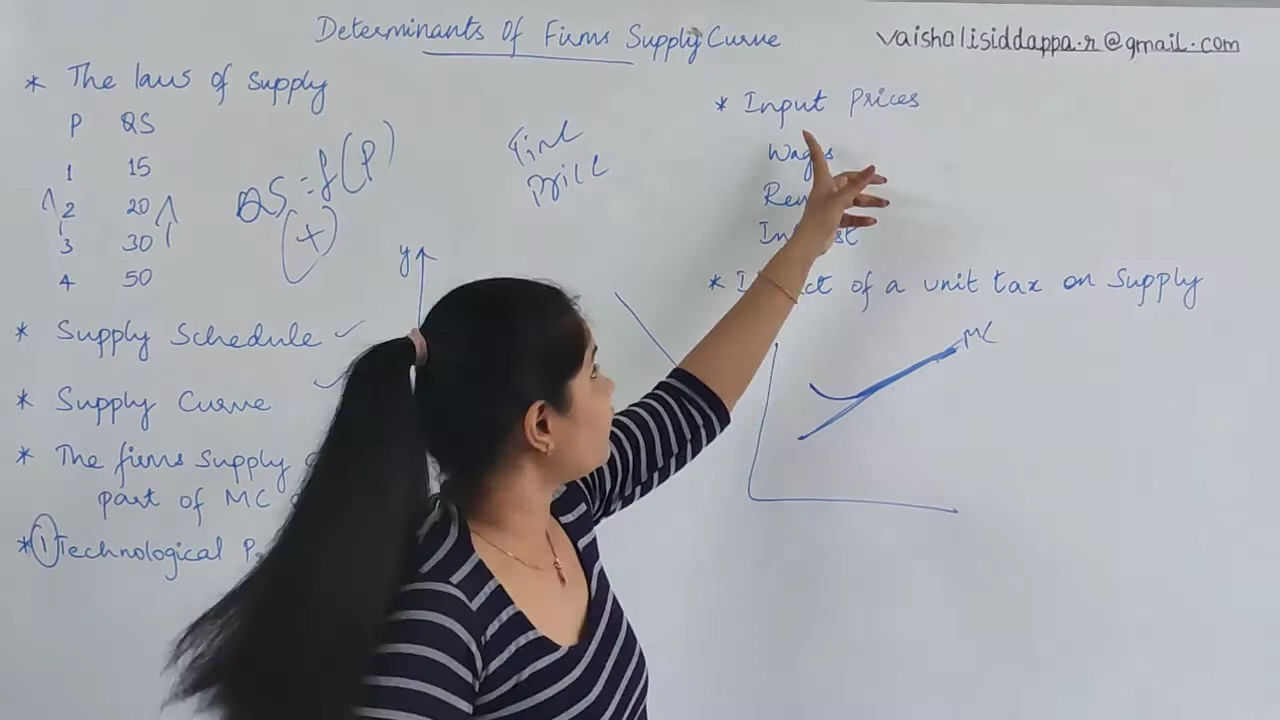 Determinants Of Firms Supply Curve
vaishalisiddappa.r@gmail.com
* The laws of Supply
P QS
1 15
2 20
3 30
4 50
QS = f(P)
(+)
Price
y
* Supply Schedule ✓
* Supply Curve
* The firms Supply
part of MC
* (1) Technological
* Input Prices
Wages
* of a unit tax on Supply
MC